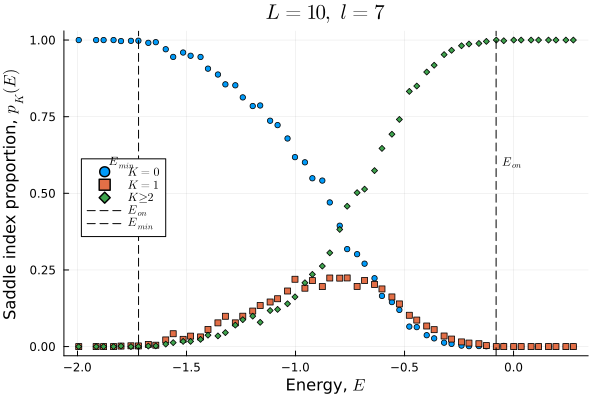 L = 10, l = 7
Saddle index proportion, p_K(E)
1.00
0.75
0.50
0.25
0.00
E_min
K = 0
K = 1
K≥2
E_on
E_min
E_on
−2.0 −1.5 −1.0 −0.5 0.0
Energy, E